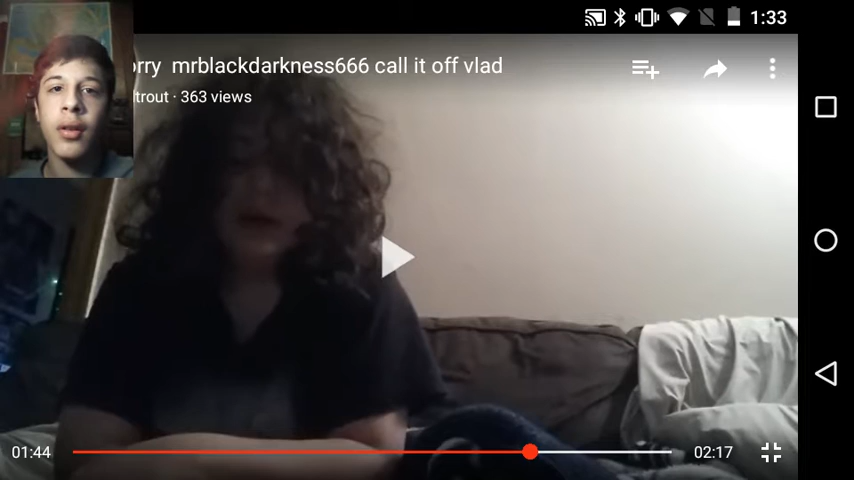 1:33
orry mrblackdarkness666 call it off vlad
ltrout · 363 views
01:44
02:17